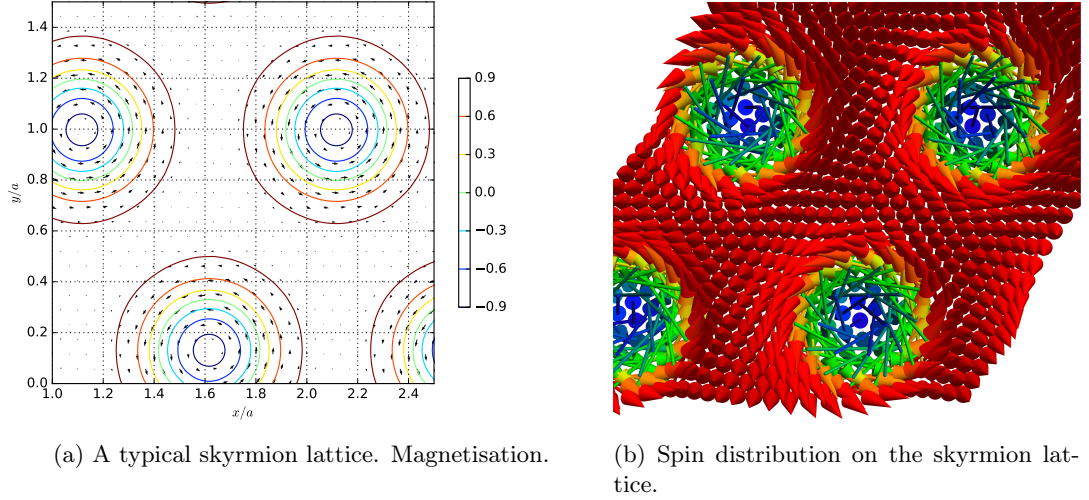 1.4
1.2
1.0
0.8
0.6
0.4
0.2
0.0
y/a
1.0 1.2 1.4 1.6 1.8 2.0 2.2 2.4
x/a
0.9
0.6
0.3
0.0
−0.3
−0.6
−0.9
(a) A typical skyrmion lattice. Magnetisation.
(b) Spin distribution on the skyrmion lat-
tice.